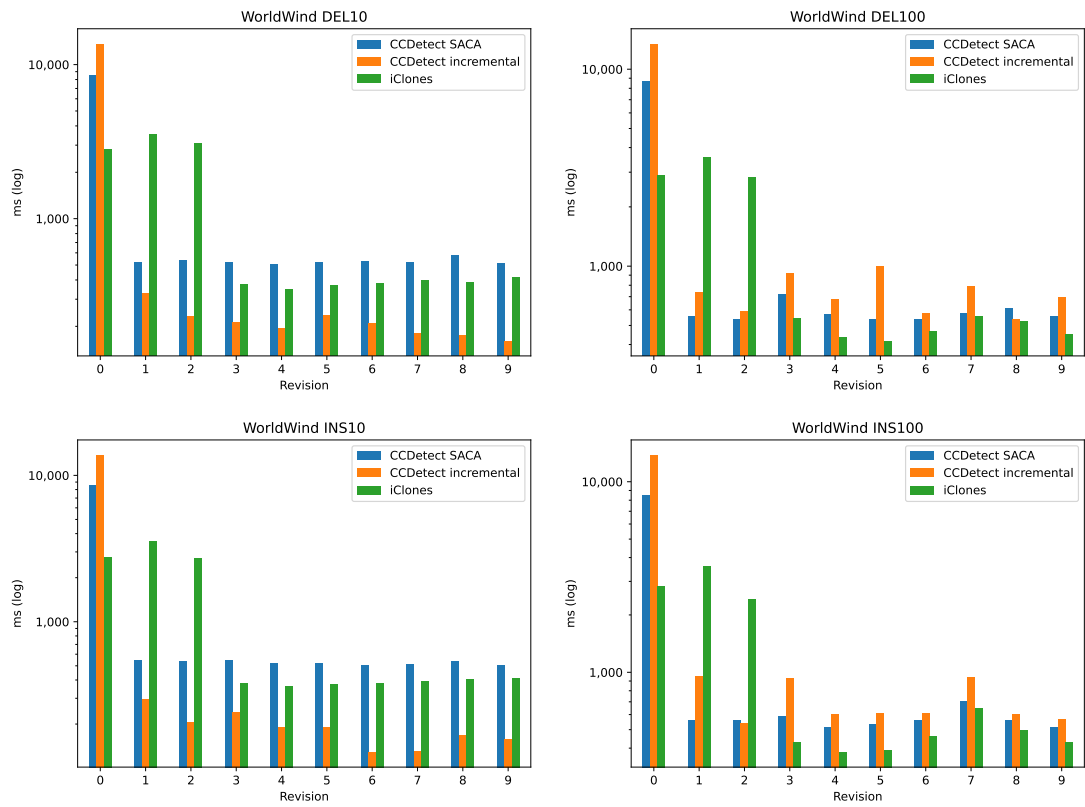 WorldWind DEL10
10,000
1,000
ms (log)
CCDetect SACA
CCDetect incremental
iClones
0 1 2 3 4 5 6 7 8 9
Revision
WorldWind DEL100
10,000
1,000
ms (log)
CCDetect SACA
CCDetect incremental
iClones
0 1 2 3 4 5 6 7 8 9
Revision
WorldWind INS10
10,000
1,000
ms (log)
CCDetect SACA
CCDetect incremental
iClones
0 1 2 3 4 5 6 7 8 9
Revision
WorldWind INS100
10,000
1,000
ms (log)
CCDetect SACA
CCDetect incremental
iClones
0 1 2 3 4 5 6 7 8 9
Revision